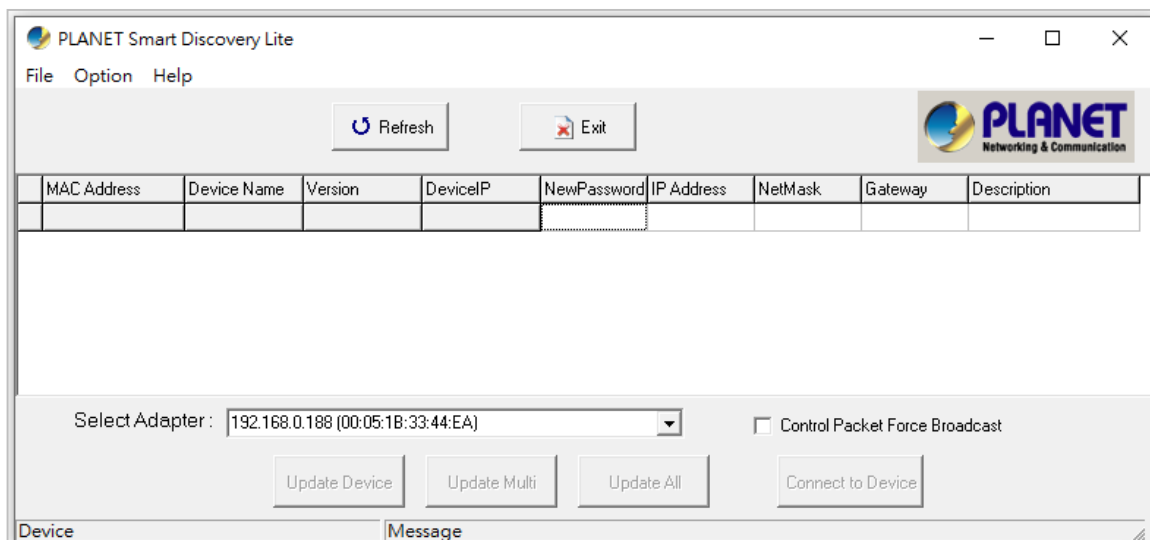 PLANET Smart Discovery Lite
File Option Help
Refresh Exit PLANET
Networking & Communication
MAC Address Device Name Version DeviceIP NewPassword IP Address NetMask Gateway Description
Select Adapter : 192.168.0.188 (00:05:1B:33:44:EA) Control Packet Force Broadcast
Update Device Update Multi Update All Connect to Device
Device Message